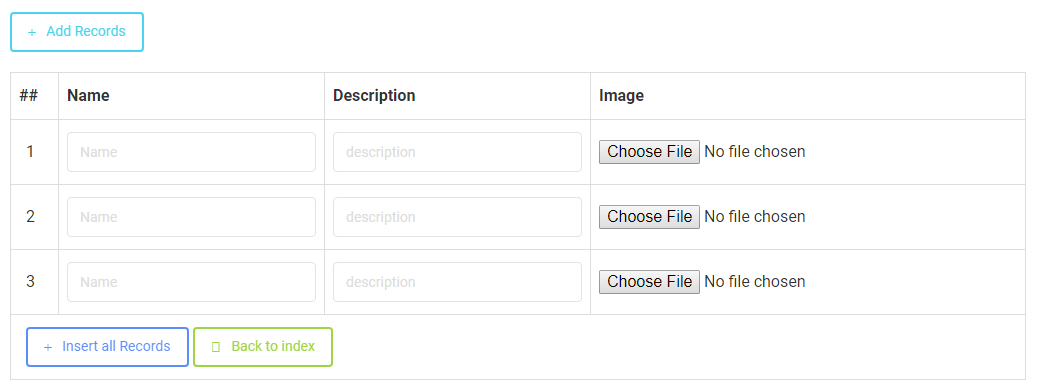 + Add Records
## Name Description Image
1 Name description Choose File No file chosen
2 Name description Choose File No file chosen
3 Name description Choose File No file chosen
+ Insert all Records Back to index